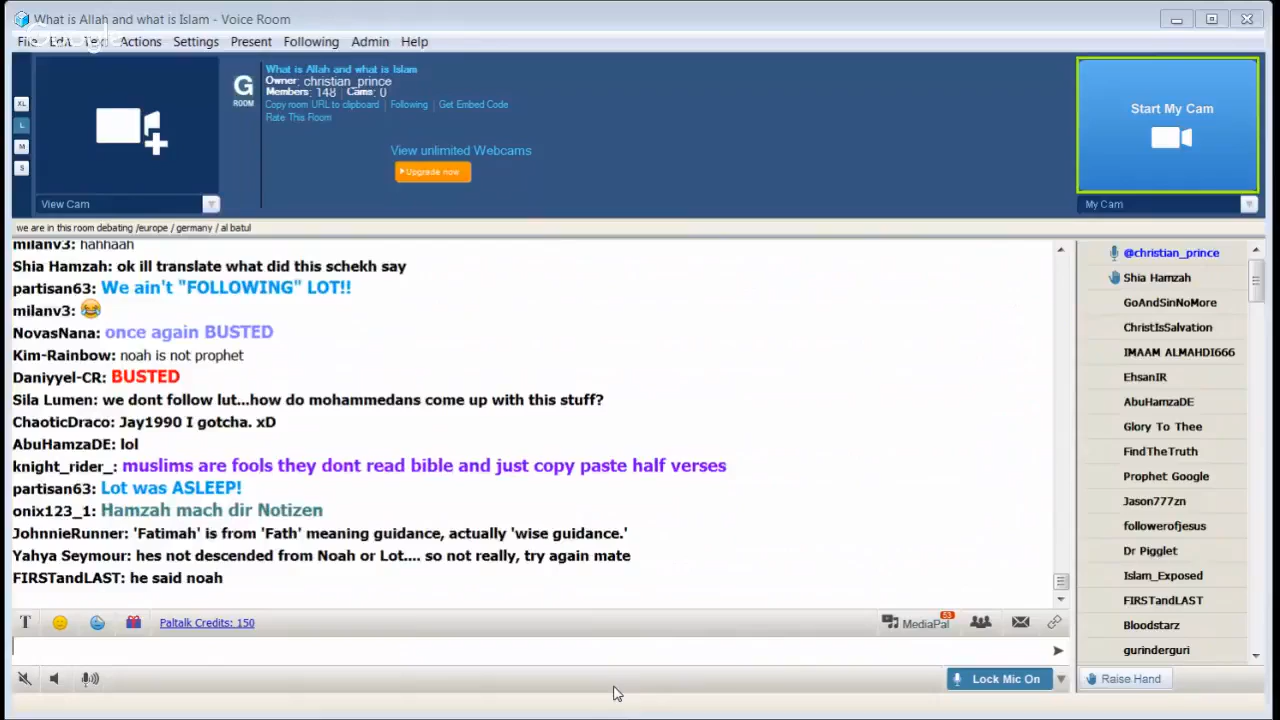 What is Allah and what is Islam - Voice Room
File Edit Text Actions Settings Present Following Admin Help
Google
What is Allah and what is Islam
Owner: christian_prince
Members: 148 Cams: 0
Copy room URL to clipboard | Following | Get Embed Code
Rate This Room
G
ROOM
XL
L
M
S
View unlimited Webcams
Upgrade now
Start My Cam
View Cam
My Cam
we are in this room debating /europe / germany / al batul
milanv3: hahhaah
Shia Hamzah: ok ill translate what did this schekh say
partisan63: We ain't "FOLLOWING" LOT!!
milanv3: 😂
NovasNana: once again BUSTED
Kim-Rainbow: noah is not prophet
Daniyyel-CR: BUSTED
Sila Lumen: we dont follow lut...how do mohammedans come up with this stuff?
ChaoticDraco: Jay1990 I gotcha. xD
AbuHamzaDE: lol
knight_rider_: muslims are fools they dont read bible and just copy paste half verses
partisan63: Lot was ASLEEP!
onix123_1: Hamzah mach dir Notizen
JohnnieRunner: 'Fatimah' is from 'Fath' meaning guidance, actually 'wise guidance.'
Yahya Seymour: hes not descended from Noah or Lot.... so not really, try again mate
FIRSTandLAST: he said noah
@christian_prince
Shia Hamzah
GoAndSinNoMore
ChristIsSalvation
IMAAM ALMAHDI666
EhsanIR
AbuHamzaDE
Glory To Thee
FindTheTruth
Prophet Google
Jason777zn
followerofjesus
Dr Pigglet
Islam_Exposed
FIRSTandLAST
Bloodstarz
gurinderguri
T
Paltalk Credits: 150
MediaPal
53
Lock Mic On
Raise Hand